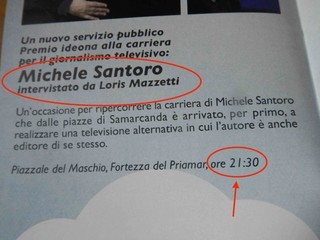 Un nuovo servizio pubblico
Premio ideona alla carriera
per il giornalismo televisivo:
Michele Santoro
intervistato da Loris Mazzetti
Un'occasione per ripercorrere la carriera di Michele Santoro
che dalle piazze di Samarcanda è arrivato, per primo, a
realizzare una televisione alternativa in cui l'autore è anche
editore di se stesso.
Piazzale del Maschio, Fortezza del Priamar, ore 21:30